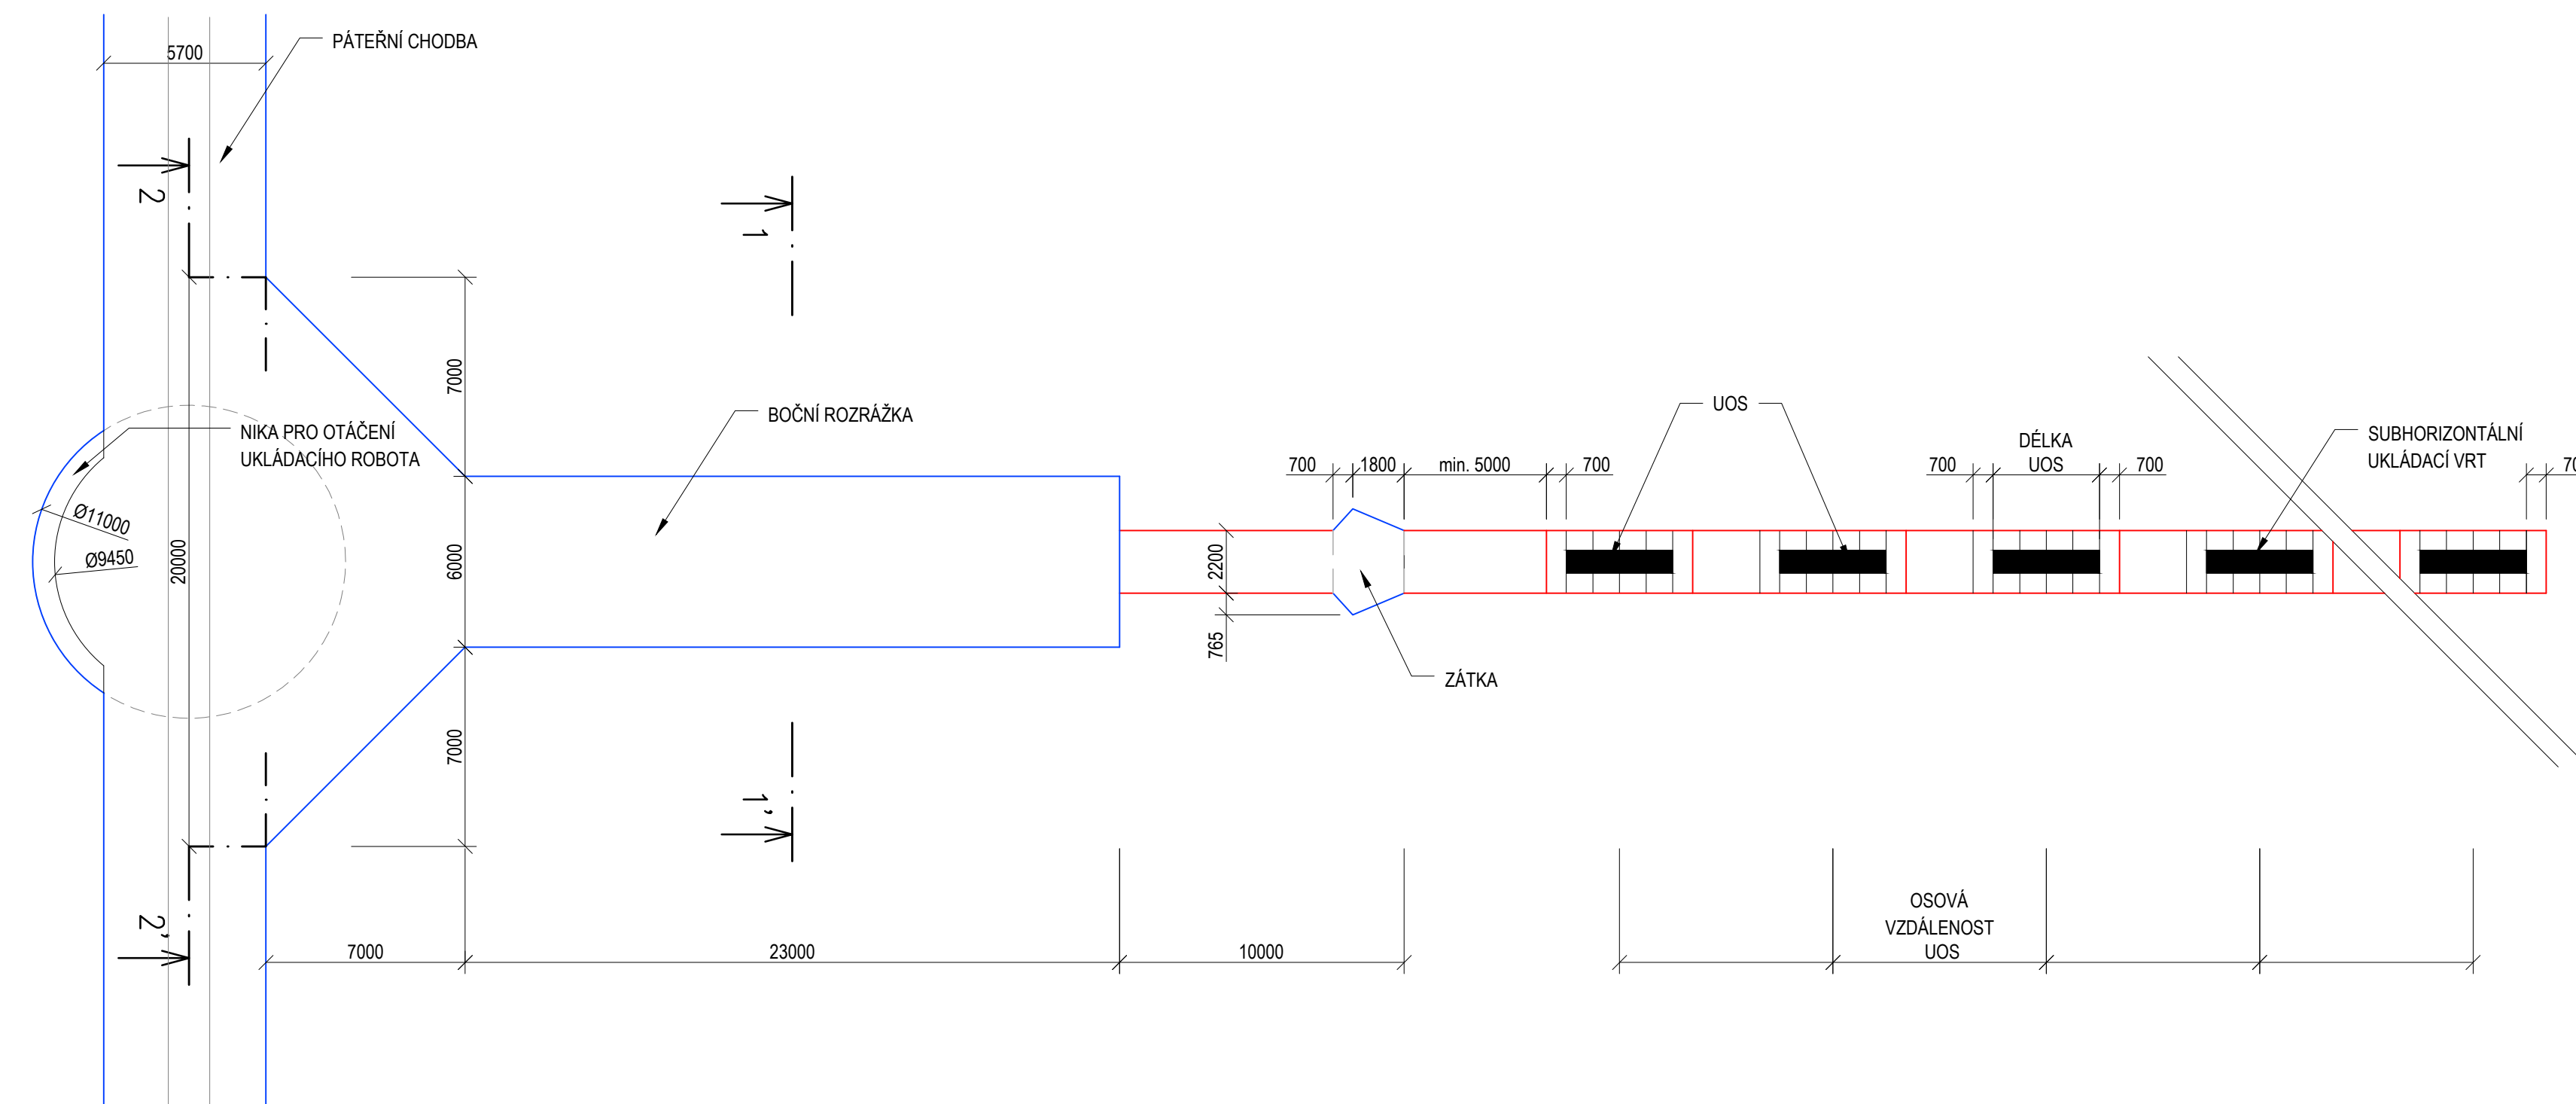 5700
PÁTEŘNÍ CHODBA
2
1
7000
NIKA PRO OTÁČENÍ
UKLÁDACÍHO ROBOTA
BOČNÍ ROZRÁŽKA
UOS
DÉLKA
UOS
SUBHORIZONTÁLNÍ
UKLÁDACÍ VRT
700
1800
min. 5000
700
700
700
Ø11000
Ø9450
20000
6000
2200
765
ZÁTKA
7000
1'
2'
7000
23000
10000
OSOVÁ
VZDÁLENOST
UOS